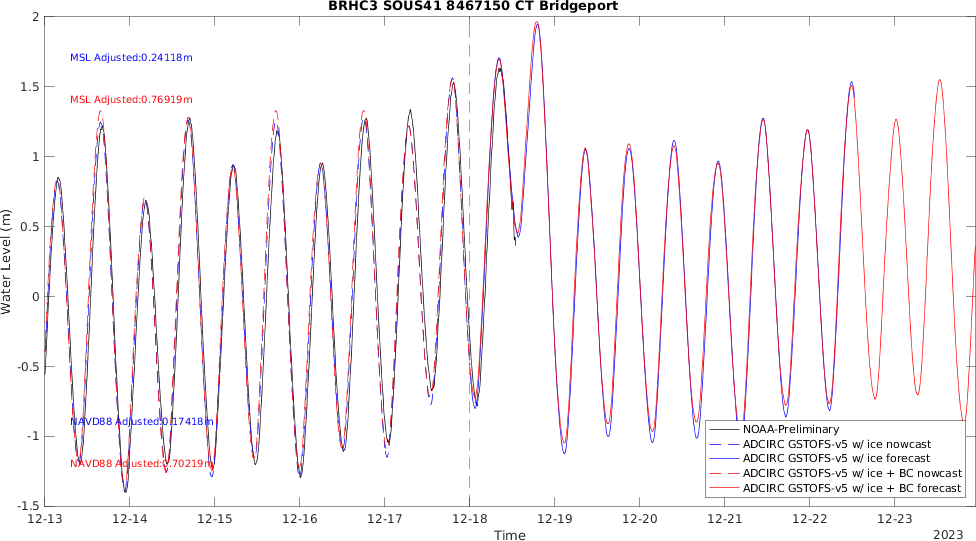 BRHC3 SOUS41 8467150 CT Bridgeport
2
1.5
1
0.5
0
-0.5
-1
-1.5
Water Level (m)
MSL Adjusted:0.24118m
MSL Adjusted:0.76919m
NAVD88 Adjusted:0.17418m
NAVD88 Adjusted:0.70219m
NOAA-Preliminary
ADCIRC GSTOFS-v5 w/ ice nowcast
ADCIRC GSTOFS-v5 w/ ice forecast
ADCIRC GSTOFS-v5 w/ ice + BC nowcast
ADCIRC GSTOFS-v5 w/ ice + BC forecast
12-13 12-14 12-15 12-16 12-17 12-18 12-19 12-20 12-21 12-22 12-23
Time
2023